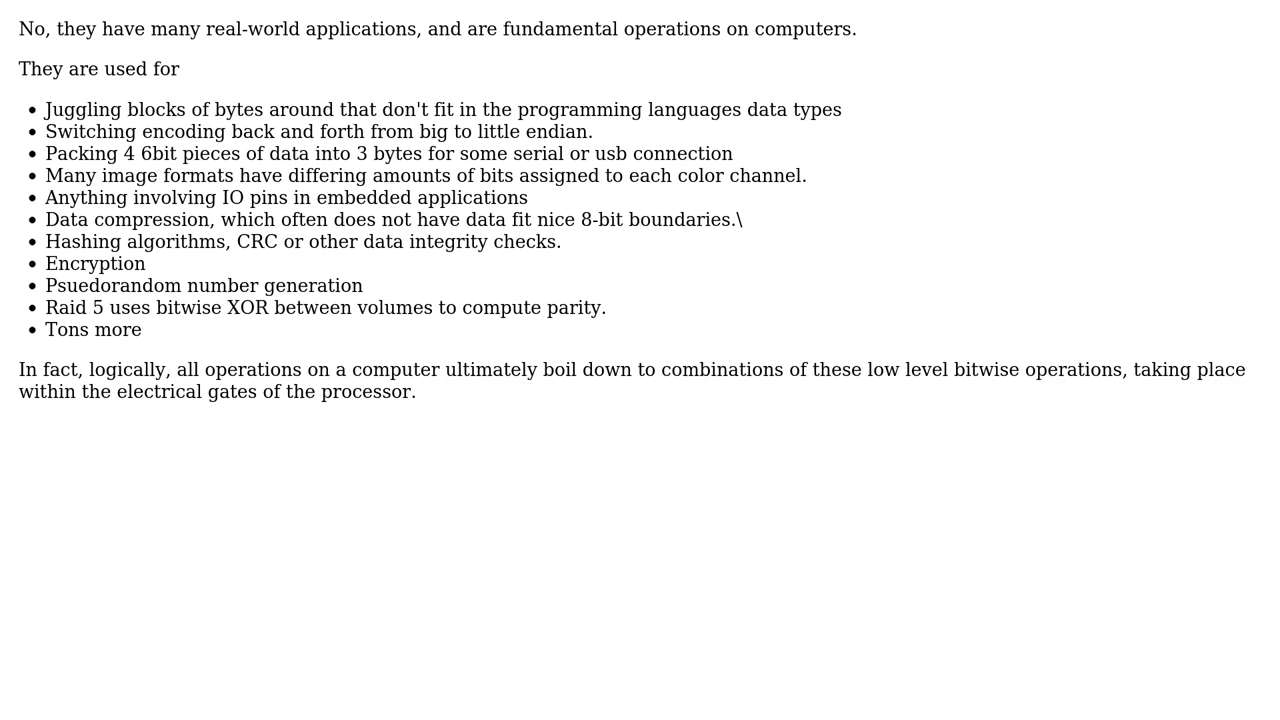 No, they have many real-world applications, and are fundamental operations on computers.
They are used for
• Juggling blocks of bytes around that don't fit in the programming languages data types
• Switching encoding back and forth from big to little endian.
• Packing 4 6bit pieces of data into 3 bytes for some serial or usb connection
• Many image formats have differing amounts of bits assigned to each color channel.
• Anything involving IO pins in embedded applications
• Data compression, which often does not have data fit nice 8-bit boundaries.\
• Hashing algorithms, CRC or other data integrity checks.
• Encryption
• Psuedorandom number generation
• Raid 5 uses bitwise XOR between volumes to compute parity.
• Tons more
In fact, logically, all operations on a computer ultimately boil down to combinations of these low level bitwise operations, taking place
within the electrical gates of the processor.